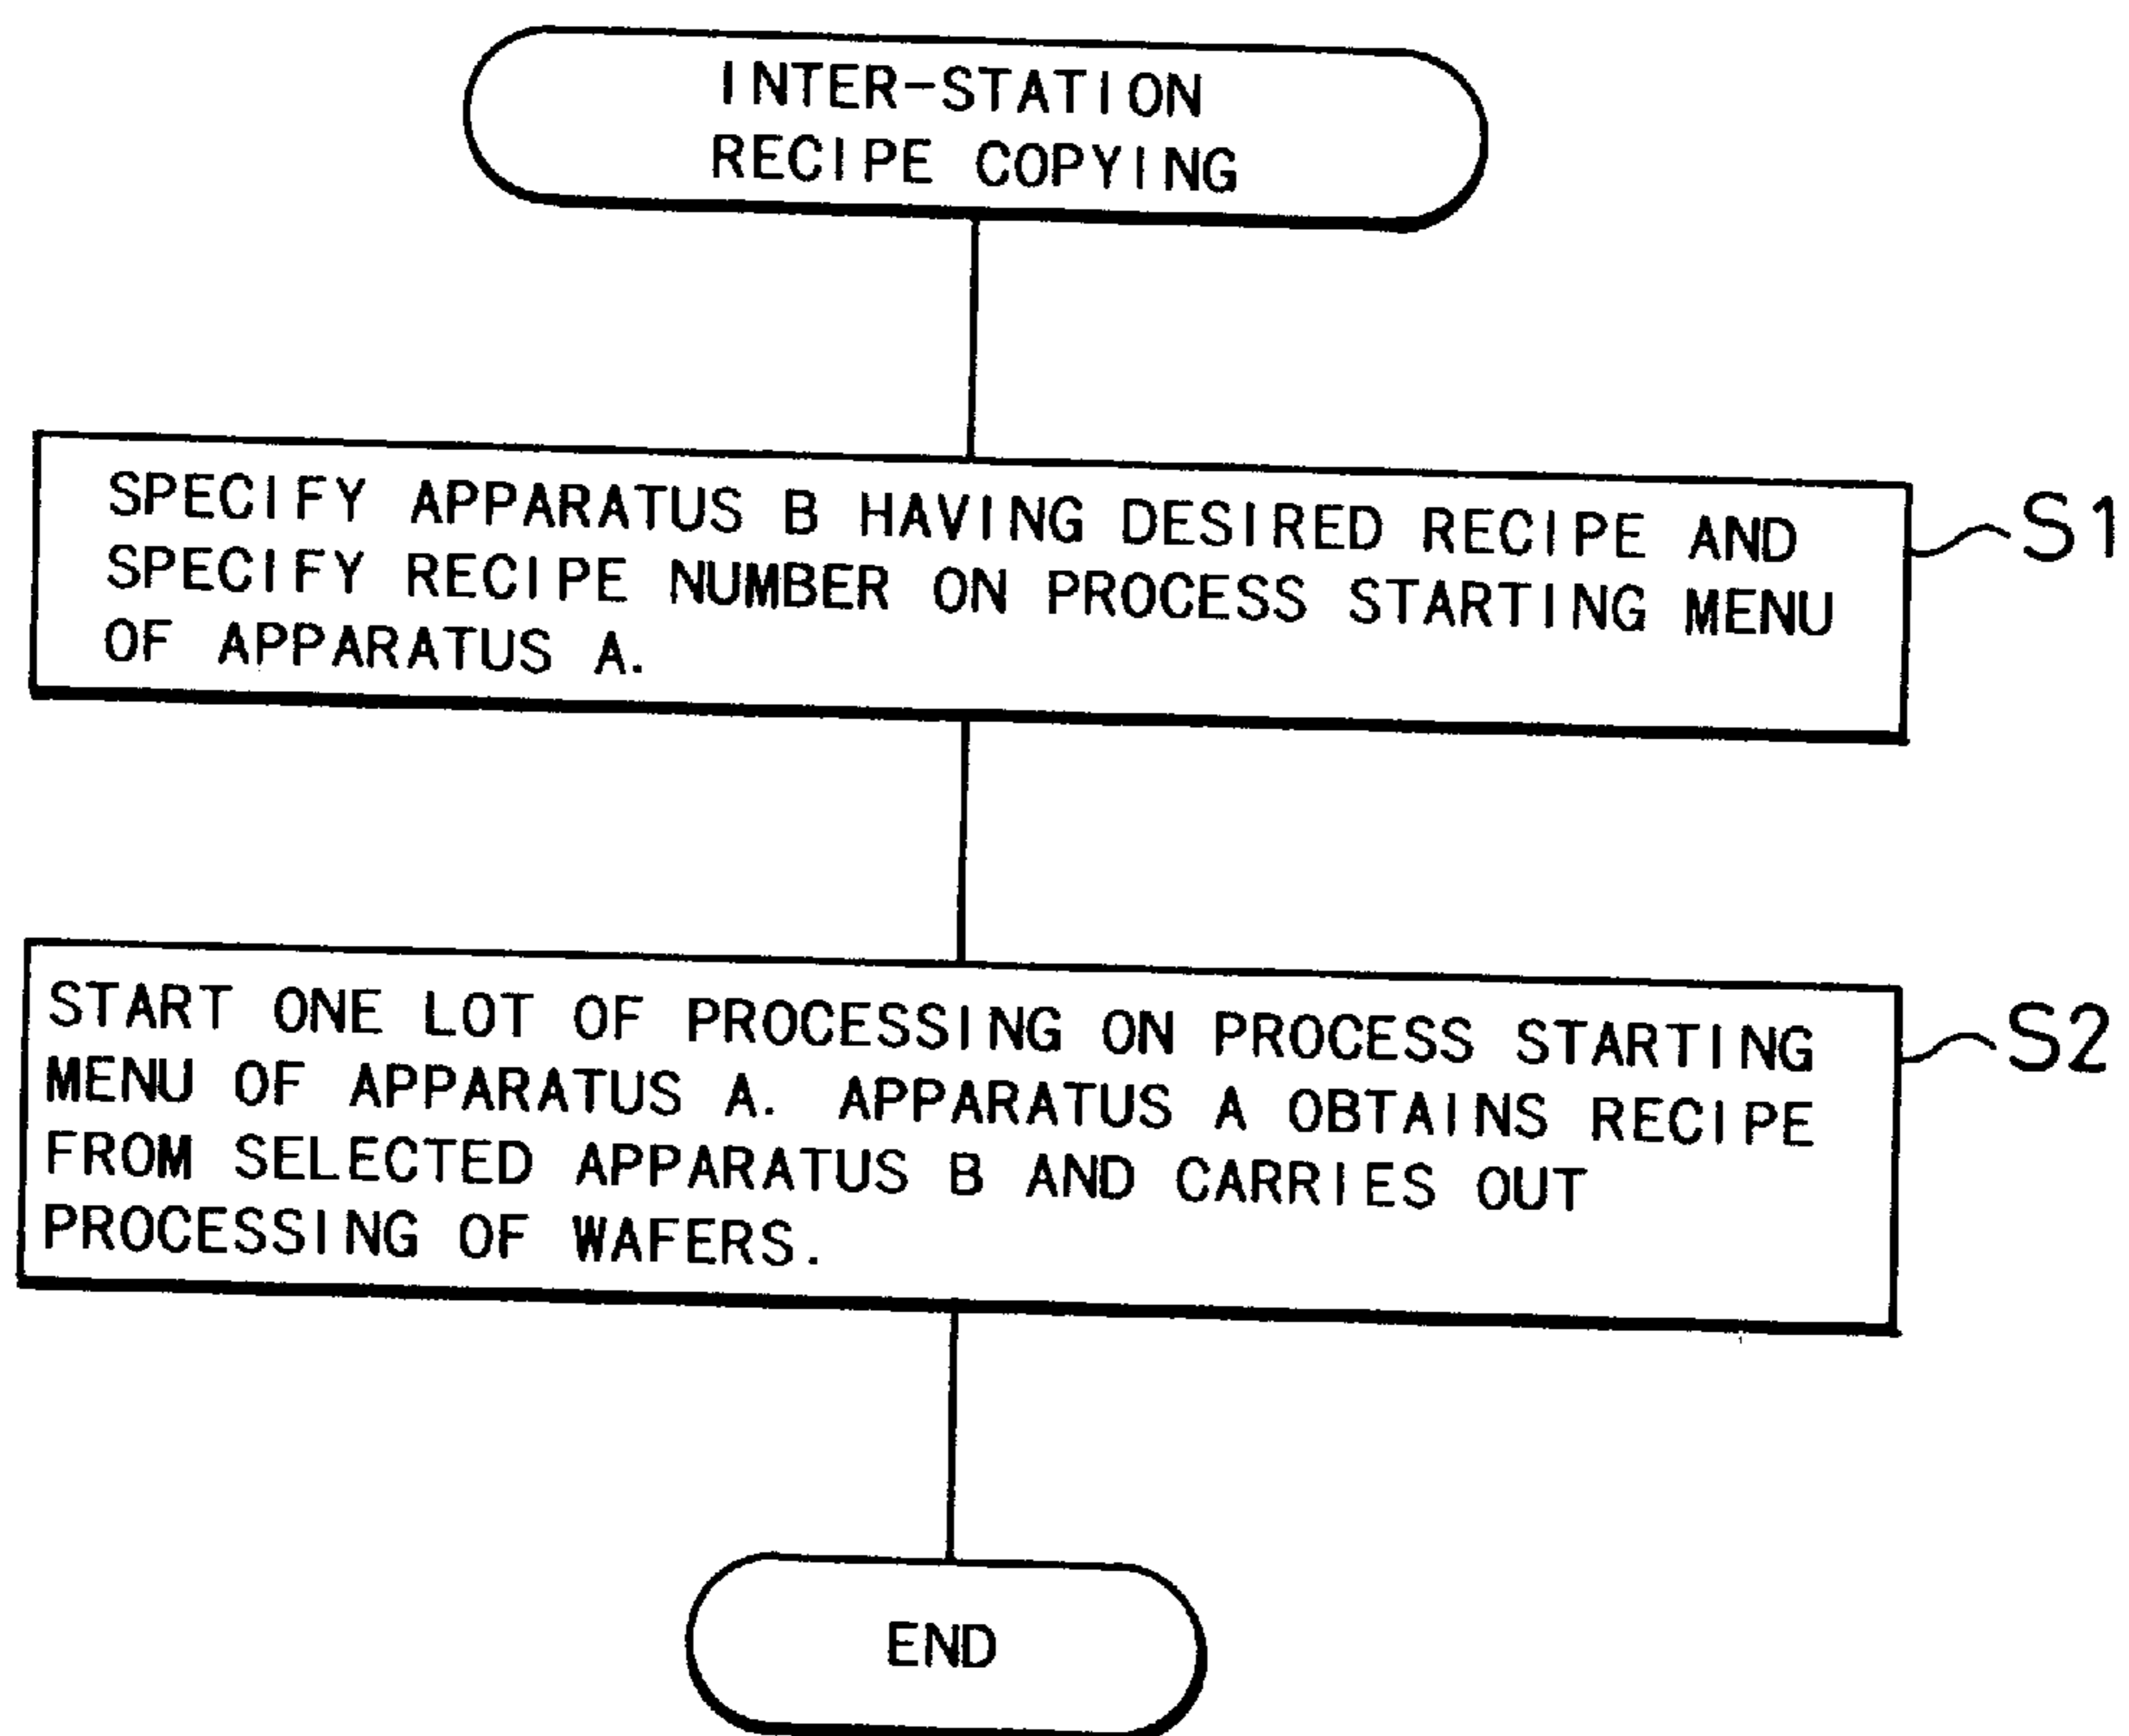 INTER-STATION
RECIPE COPYING
SPECIFY APPARATUS B HAVING DESIRED RECIPE AND
SPECIFY RECIPE NUMBER ON PROCESS STARTING MENU
OF APPARATUS A.
S1
START ONE LOT OF PROCESSING ON PROCESS STARTING
MENU OF APPARATUS A. APPARATUS A OBTAINS RECIPE
FROM SELECTED APPARATUS B AND CARRIES OUT
PROCESSING OF WAFERS.
S2
END